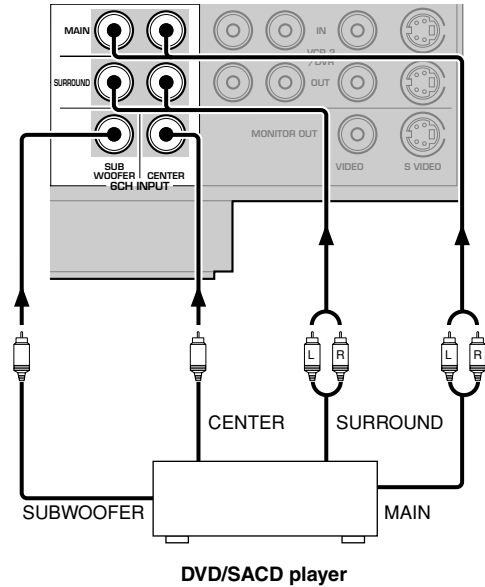 MAIN
IN
VCR 2
/DVR
SURROUND
OUT
MONITOR OUT
SUB
WOOFER
CENTER
VIDEO
S VIDEO
6CH INPUT
L
R
L
R
CENTER
SURROUND
SUBWOOFER
MAIN
DVD/SACD player